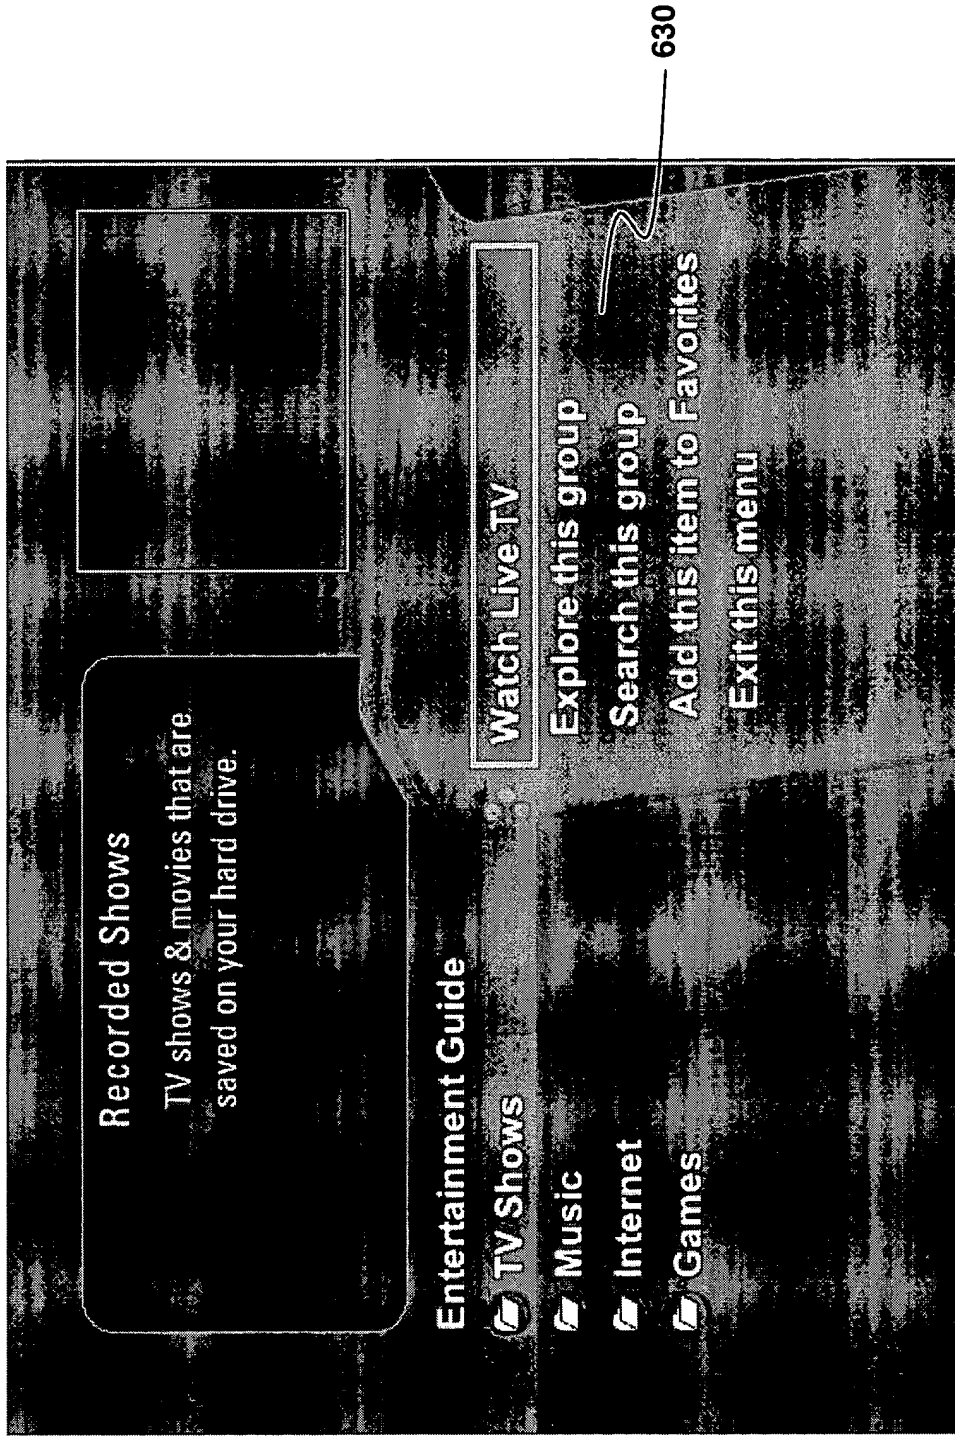 Recorded Shows
TV shows & movies that are
saved on your hard drive.
Entertainment Guide
TV Shows
Music
Internet
Games
Watch Live TV
Explore this group
Search this group
Add this item to Favorites
Exit this menu
630